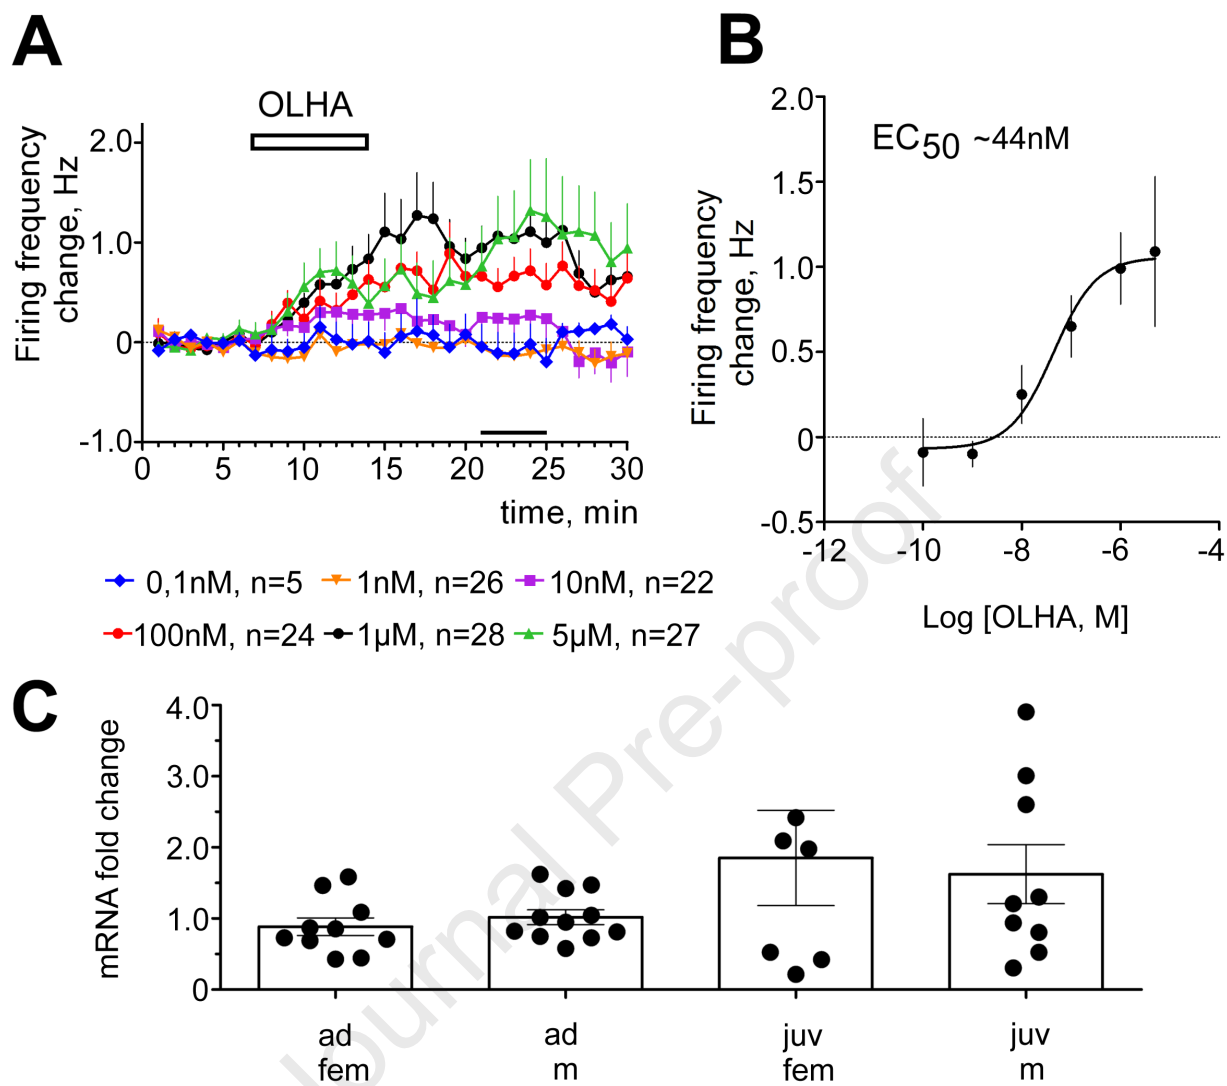 A
OLHA
Firing frequency
change, Hz
2.0
1.0
0
-1.0
0 5 10 15 20 25 30
time, min
0,1nM, n=5 1nM, n=26 10nM, n=22
100nM, n=24 1µM, n=28 5µM, n=27
B
EC50 ~44nM
Firing frequency
change, Hz
2.0
1.5
1.0
0.5
0
-0.5
-12 -10 -8 -6 -4
Log [OLHA, M]
C
mRNA fold change
4.0
3.0
2.0
1.0
0
ad
fem
ad
m
juv
fem
juv
m
Journal Pre-proof